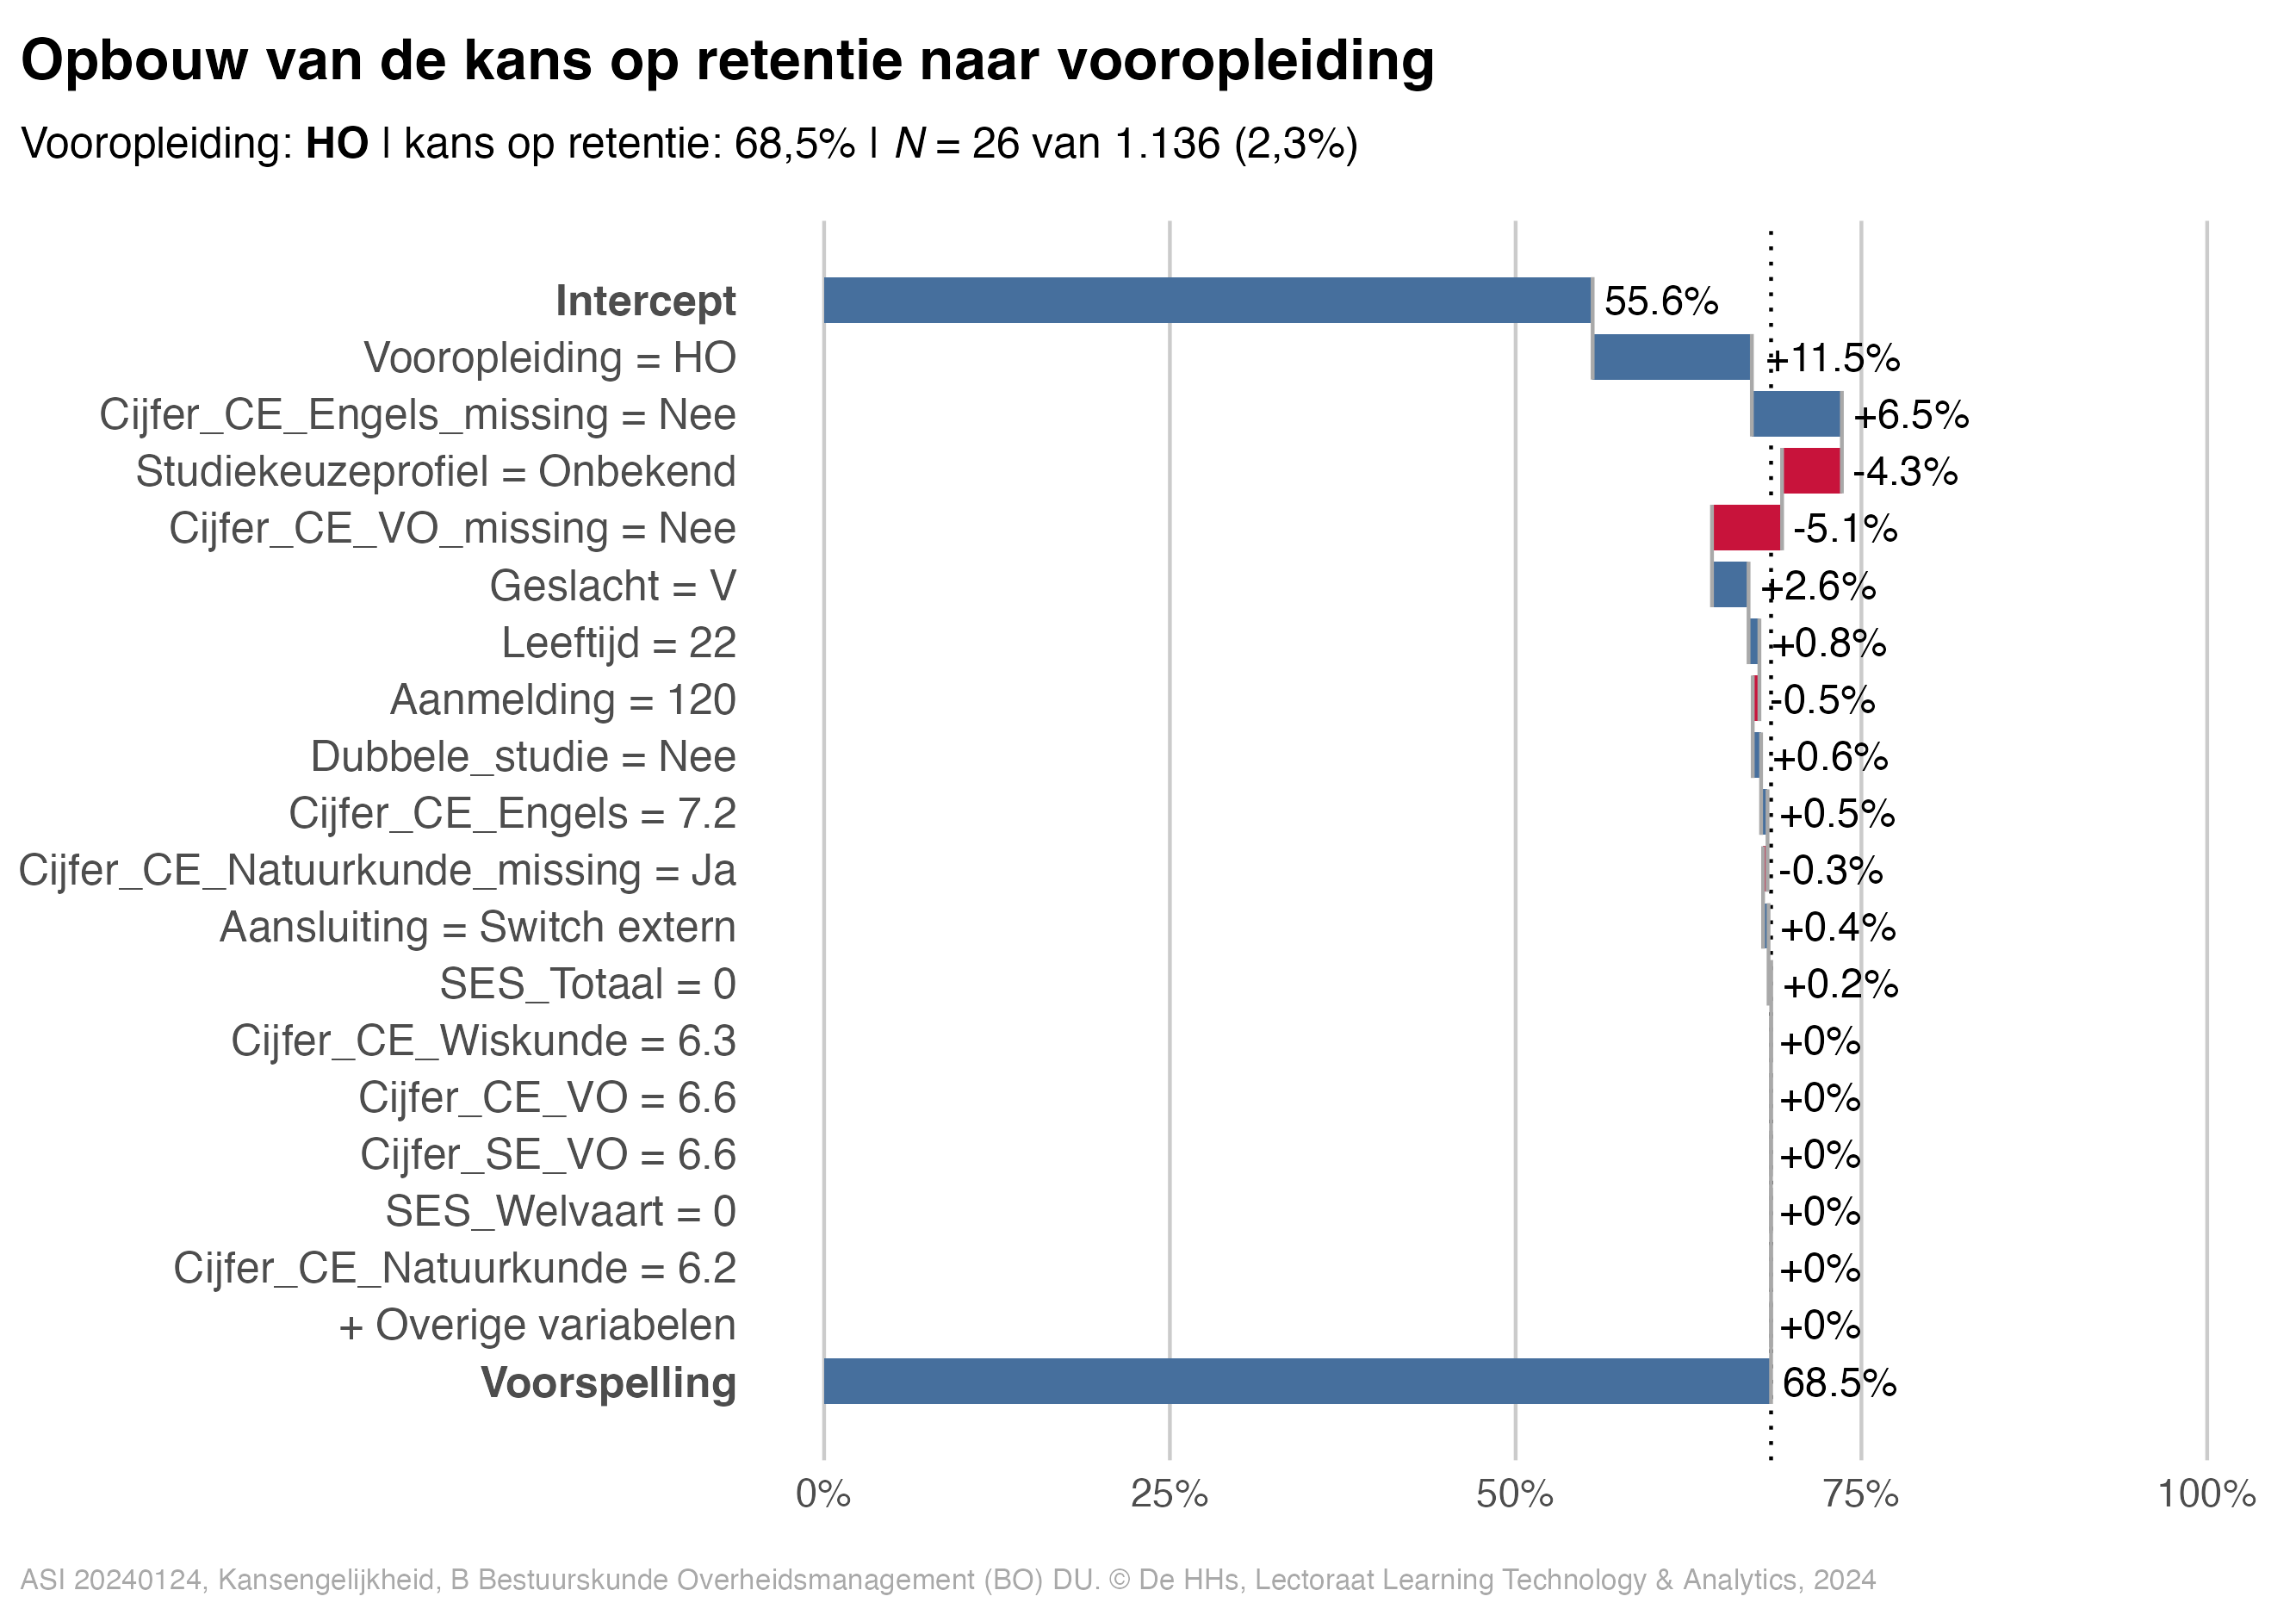 Opbouw van de kans op retentie naar vooropleiding
Vooropleiding: HO | kans op retentie: 68,5% | N = 26 van 1.136 (2,3%)
Intercept 55.6%
Vooropleiding = HO +11.5%
Cijfer_CE_Engels_missing = Nee +6.5%
Studiekeuzeprofiel = Onbekend -4.3%
Cijfer_CE_VO_missing = Nee -5.1%
Geslacht = V +2.6%
Leeftijd = 22 +0.8%
Aanmelding = 120 -0.5%
Dubbele_studie = Nee +0.6%
Cijfer_CE_Engels = 7.2 +0.5%
Cijfer_CE_Natuurkunde_missing = Ja -0.3%
Aansluiting = Switch extern +0.4%
SES_Totaal = 0 +0.2%
Cijfer_CE_Wiskunde = 6.3 +0%
Cijfer_CE_VO = 6.6 +0%
Cijfer_SE_VO = 6.6 +0%
SES_Welvaart = 0 +0%
Cijfer_CE_Natuurkunde = 6.2 +0%
+ Overige variabelen +0%
Voorspelling 68.5%
0% 25% 50% 75% 100%
ASI 20240124, Kansengelijkheid, B Bestuurskunde Overheidsmanagement (BO) DU. © De HHs, Lectoraat Learning Technology & Analytics, 2024